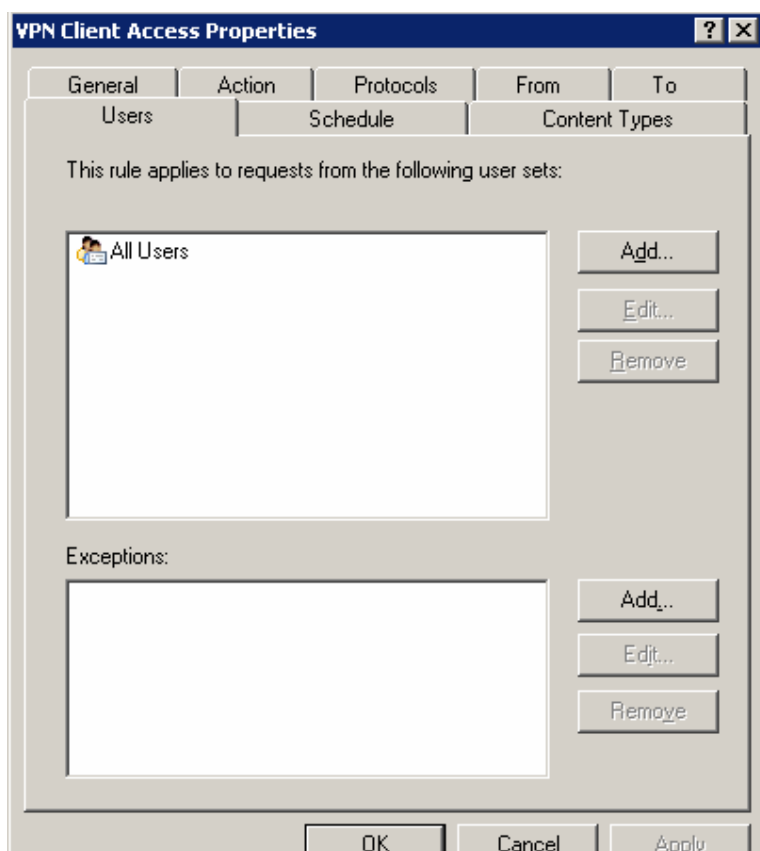 VPN Client Access Properties
General Action Protocols From To
Users Schedule Content Types
This rule applies to requests from the following user sets:
All Users
Add...
Edit...
Remove
Exceptions:
Add...
Edit...
Remove
OK Cancel Apply